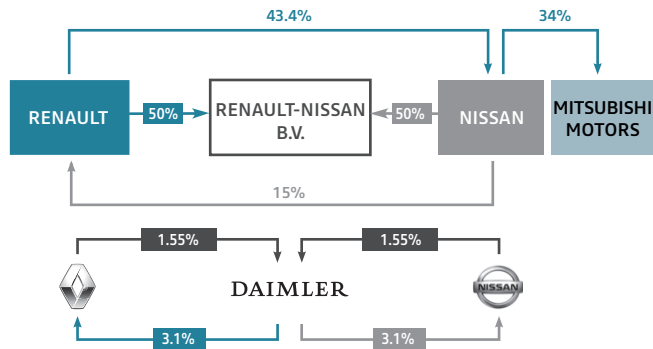 43.4%
34%
RENAULT
50%
RENAULT-NISSAN
B.V.
50%
NISSAN
MITSUBISHI
MOTORS
15%
1.55%
1.55%
DAIMLER
NISSAN
3.1%
3.1%